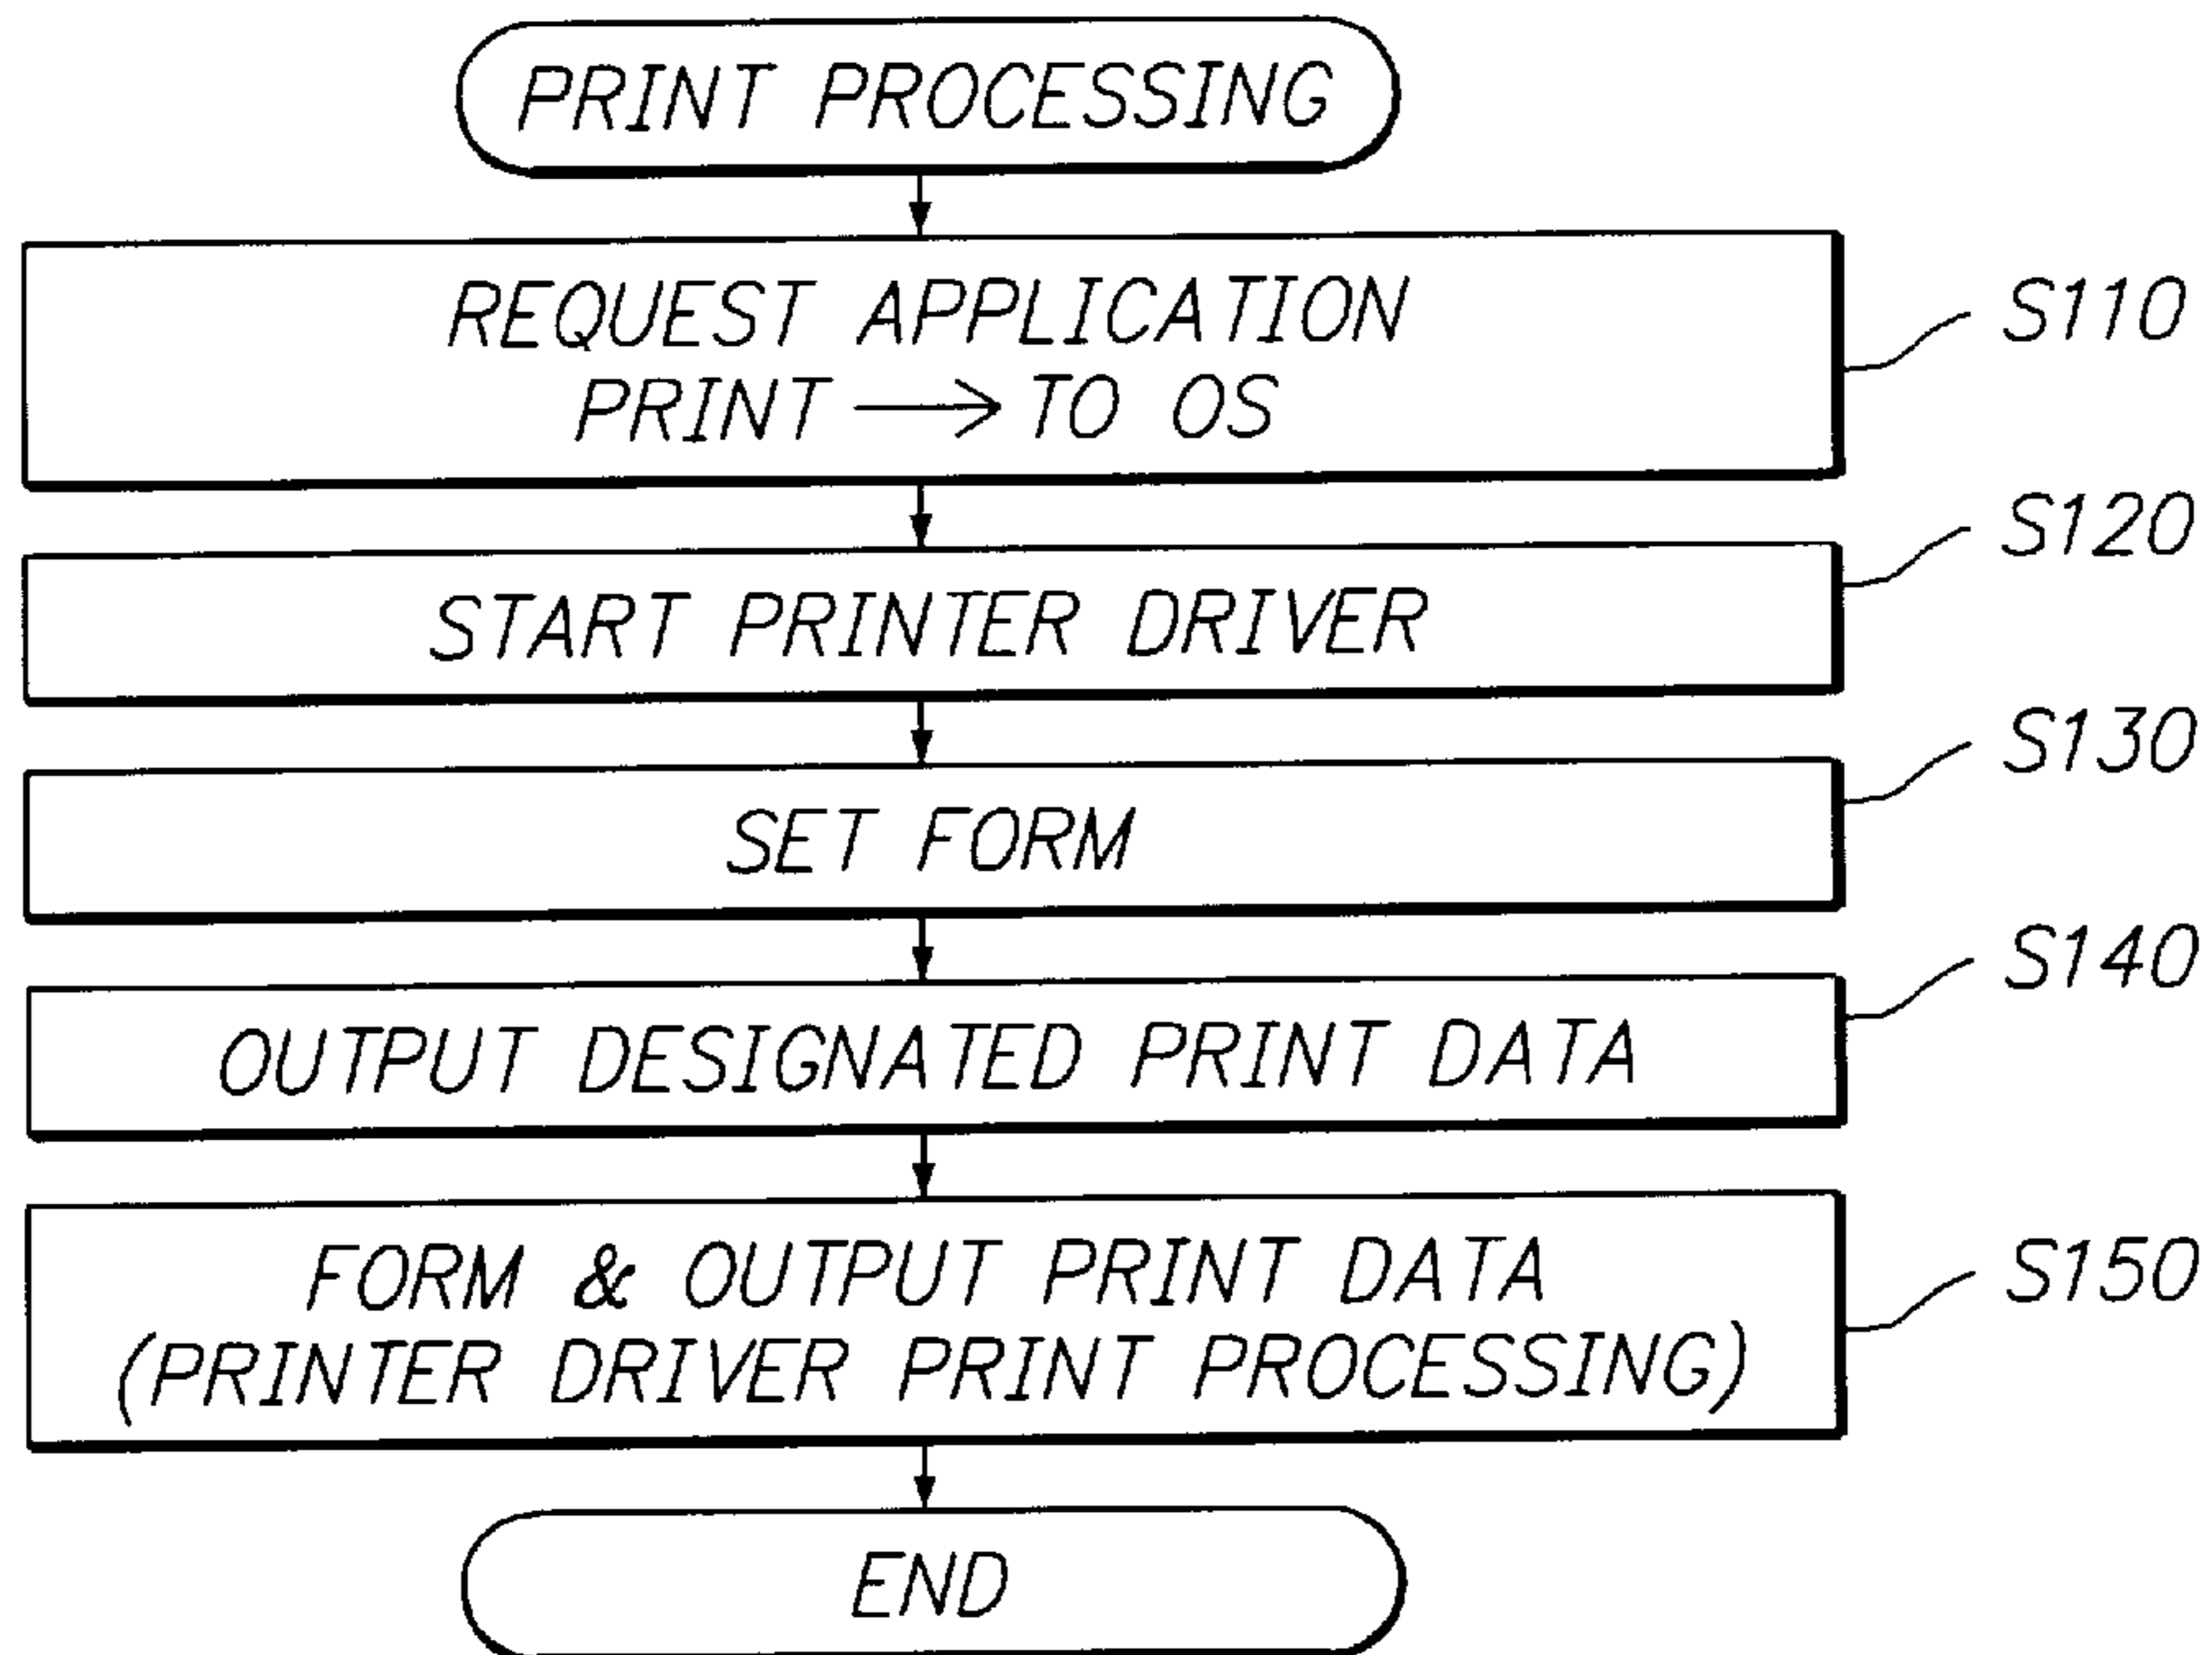 PRINT PROCESSING
REQUEST APPLICATION
PRINT → TO OS
S110
START PRINTER DRIVER
S120
SET FORM
S130
OUTPUT DESIGNATED PRINT DATA
S140
FORM & OUTPUT PRINT DATA
(PRINTER DRIVER PRINT PROCESSING)
S150
END